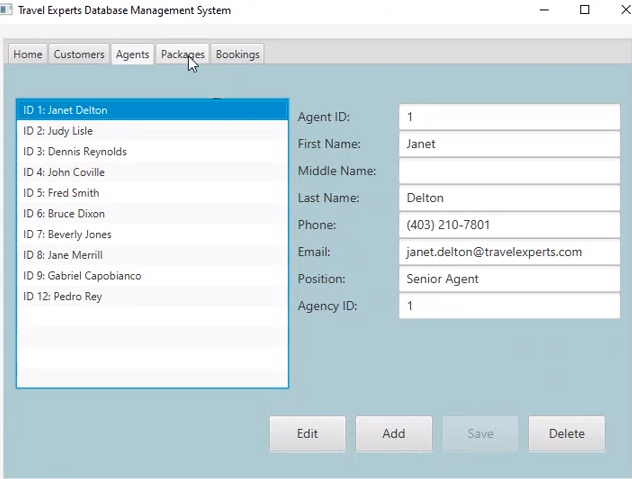 Travel Experts Database Management System
Home Customers Agents Packages Bookings
ID 1: Janet Delton
ID 2: Judy Lisle
ID 3: Dennis Reynolds
ID 4: John Coville
ID 5: Fred Smith
ID 6: Bruce Dixon
ID 7: Beverly Jones
ID 8: Jane Merrill
ID 9: Gabriel Capobianco
ID 12: Pedro Rey
Agent ID: 1
First Name: Janet
Middle Name:
Last Name: Delton
Phone: (403) 210-7801
Email: janet.delton@travelexperts.com
Position: Senior Agent
Agency ID: 1
Edit Add Save Delete